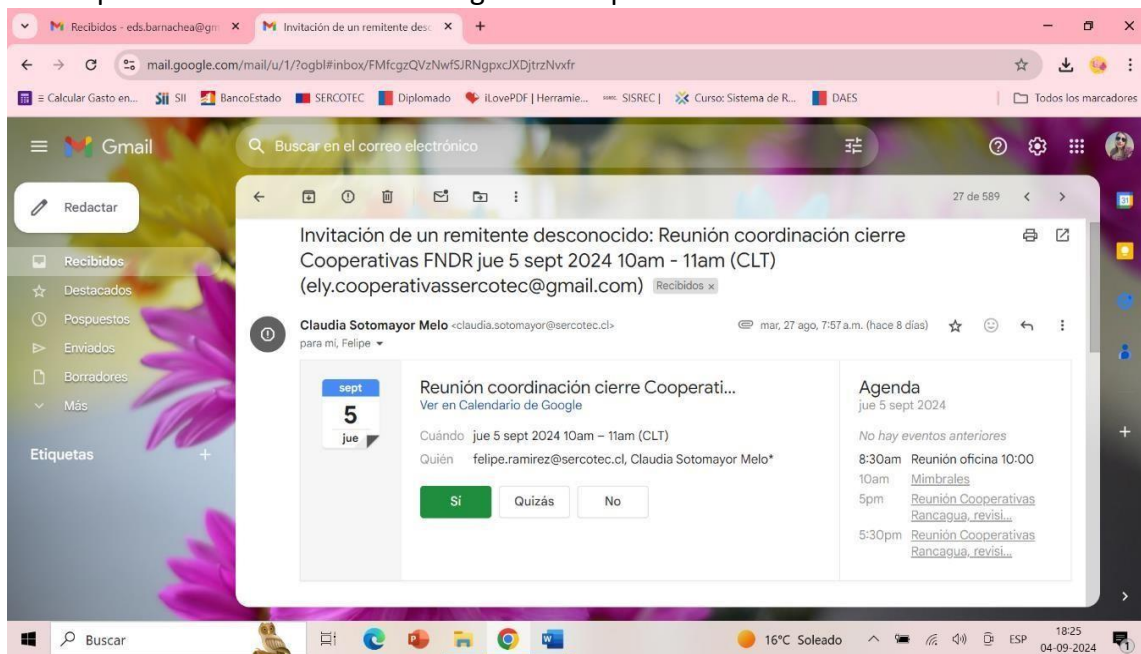 Recibidos - eds.barnachea@gm
Invitación de un remitente desc
mail.google.com/mail/u/1/?ogbl#inbox/FMfcgzQVzNwfSJRNgpxcJXDjtrzNvxfr
Calcular Gasto en...
SII
BancoEstado
SERCOTEC
Diplomado
iLovePDF | Herramie...
SISREC |
Curso: Sistema de R...
DAES
Todos los marcadores
Gmail
Buscar en el correo electrónico
Redactar
27 de 589
Recibidos
Destacados
Pospuestos
Enviados
Borradores
Más
Etiquetas
Invitación de un remitente desconocido: Reunión coordinación cierre
Cooperativas FNDR jue 5 sept 2024 10am - 11am (CLT)
(ely.cooperativassercotec@gmail.com) Recibidos x
Claudia Sotomayor Melo <claudia.sotomayor@sercotec.cl>
mar, 27 ago, 7:57 a.m. (hace 8 días)
para mí, Felipe
sept
5
jue
Reunión coordinación cierre Cooperati...
Ver en Calendario de Google
Cuándo jue 5 sept 2024 10am – 11am (CLT)
Quién felipe.ramirez@sercotec.cl, Claudia Sotomayor Melo*
Sí Quizás No
Agenda
jue 5 sept 2024
No hay eventos anteriores
8:30am Reunión oficina 10:00
10am Mimbrales
5pm Reunión Cooperativas
Rancagua, revisi...
5:30pm Reunión Cooperativas
Rancagua, revisi...
31
Buscar
16°C Soleado
ESP
18:25
04-09-2024
1